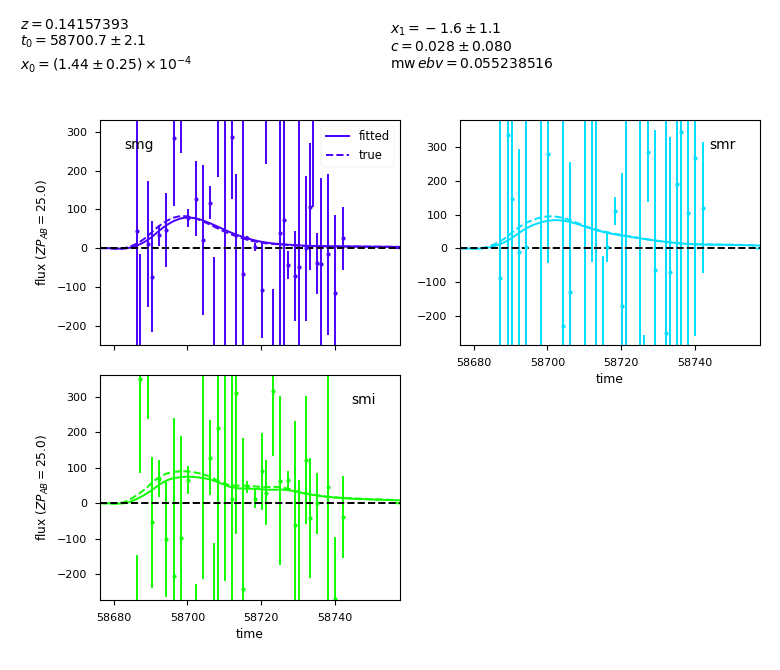 z = 0.14157393
t₀ = 58700.7 ± 2.1
x₀ = (1.44 ± 0.25) × 10⁻⁴
x₁ = −1.6 ± 1.1
c = 0.028 ± 0.080
mw ebv = 0.055238516
smg
fitted
true
300
200
100
0
−100
−200
flux (ZP_AB = 25.0)
smr
300
200
100
0
−100
−200
58680 58700 58720 58740
time
smi
300
200
100
0
−100
−200
flux (ZP_AB = 25.0)
58680 58700 58720 58740
time